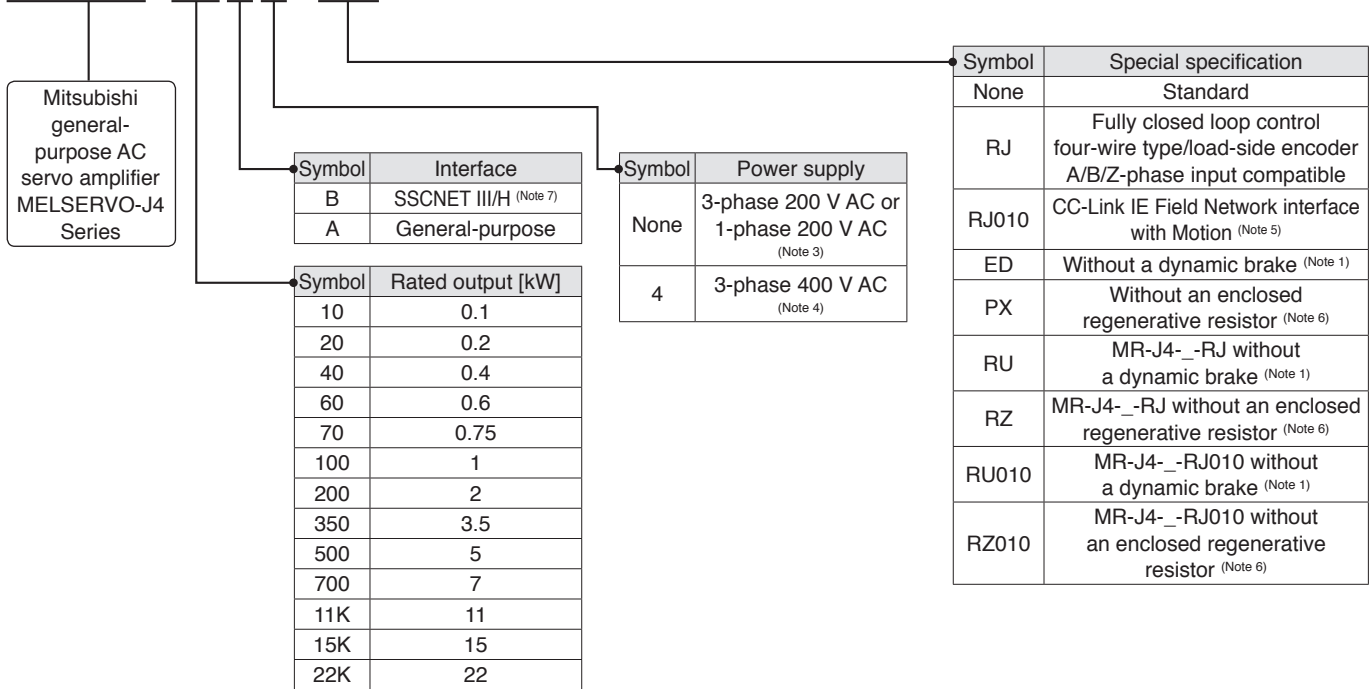 Mitsubishi
general-
purpose AC
servo amplifier
MELSERVO-J4
Series
Symbol Interface
B SSCNET III/H (Note 7)
A General-purpose
Symbol Rated output [kW]
10 0.1
20 0.2
40 0.4
60 0.6
70 0.75
100 1
200 2
350 3.5
500 5
700 7
11K 11
15K 15
22K 22
Symbol Power supply
None 3-phase 200 V AC or
1-phase 200 V AC
(Note 3)
4 3-phase 400 V AC
(Note 4)
Symbol Special specification
None Standard
RJ Fully closed loop control
four-wire type/load-side encoder
A/B/Z-phase input compatible
RJ010 CC-Link IE Field Network interface
with Motion (Note 5)
ED Without a dynamic brake (Note 1)
PX Without an enclosed
regenerative resistor (Note 6)
RU MR-J4-_-RJ without
a dynamic brake (Note 1)
RZ MR-J4-_-RJ without an enclosed
regenerative resistor (Note 6)
RU010 MR-J4-_-RJ010 without
a dynamic brake (Note 1)
RZ010 MR-J4-_-RJ010 without
an enclosed regenerative
resistor (Note 6)